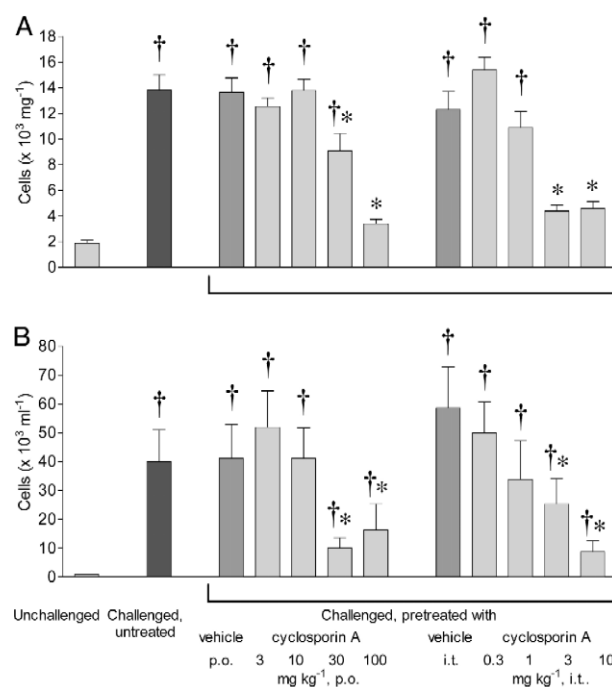 A
18
16
14
12
10
8
6
4
2
0
Cells (x 10³ mg⁻¹)
† † † † †* * † † † * *
B
80
70
60
50
40
30
20
10
0
Cells (x 10³ ml⁻¹)
† † † † †* †* † † † †* †*
Unchallenged Challenged, untreated Challenged, pretreated with
vehicle cyclosporin A vehicle cyclosporin A
p.o. 3 10 30 100 i.t. 0.3 1 3 10
mg kg⁻¹, p.o. mg kg⁻¹, i.t..